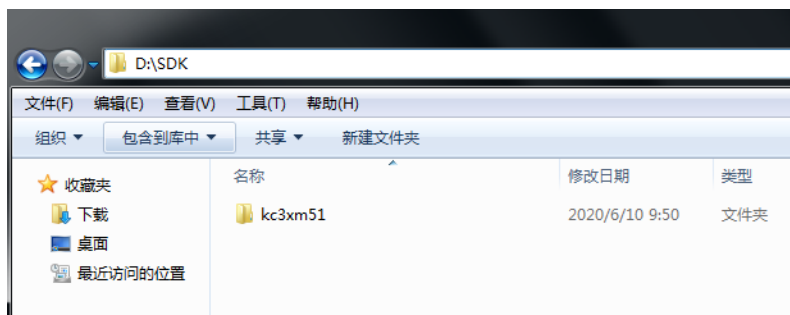 D:\SDK
文件(F) 编辑(E) 查看(V) 工具(T) 帮助(H)
组织 包含到库中 共享 新建文件夹
收藏夹
下载
桌面
最近访问的位置
名称 修改日期 类型
kc3xm51 2020/6/10 9:50 文件夹